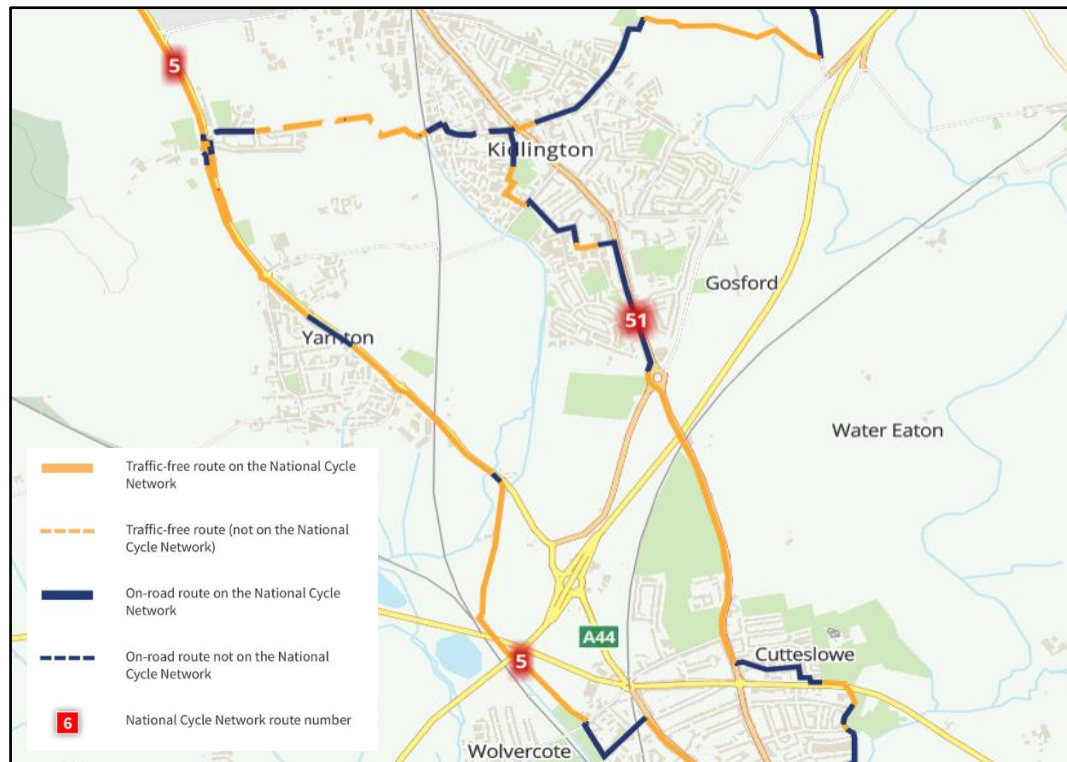 5
Kidlington
Gosford
51
Yarnton
Water Eaton
Traffic-free route on the National Cycle
Network
Traffic-free route (not on the National
Cycle Network)
On-road route on the National Cycle
Network
On-road route not on the National
Cycle Network
6
National Cycle Network route number
A44
5
Cutteslowe
Wolvercote